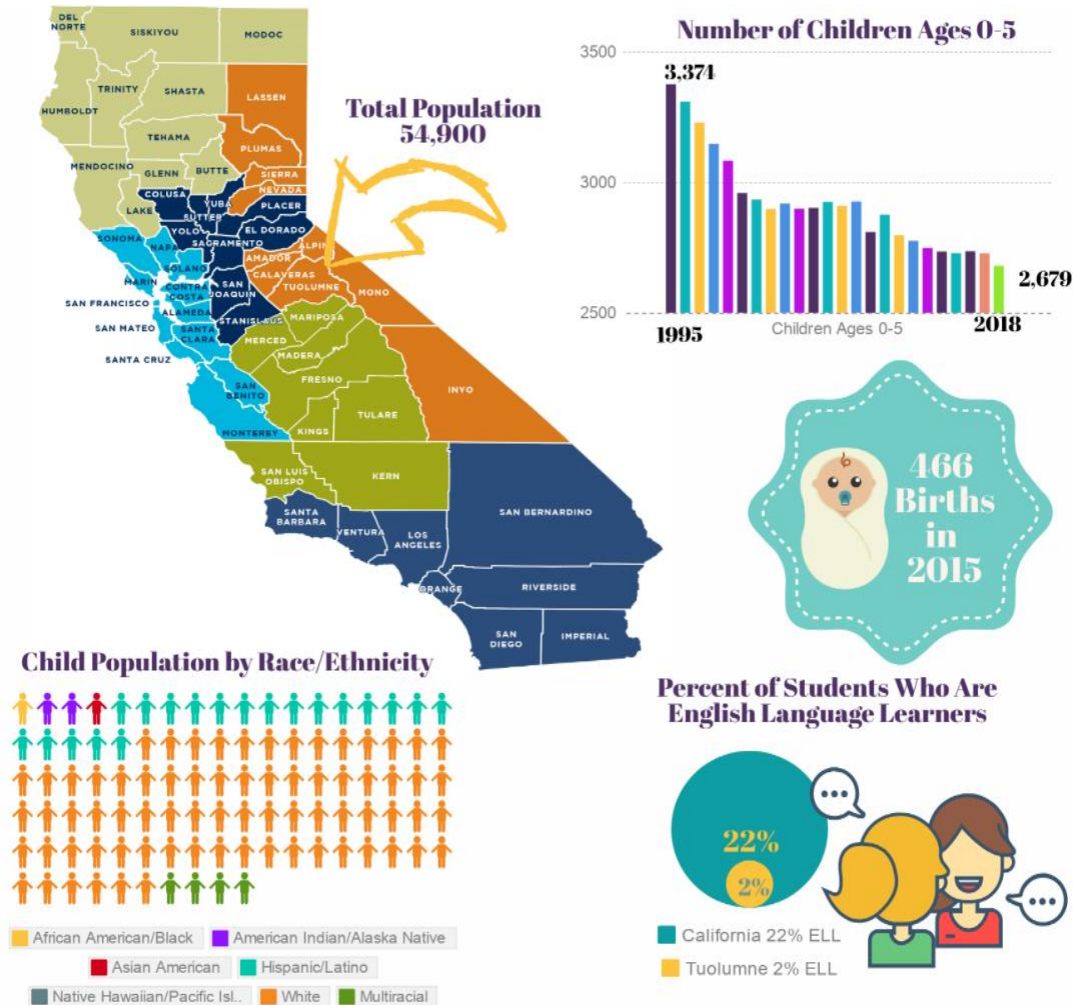 DEL
NORTE
SISKIYOU
MODOC
HUMBOLDT
TRINITY
SHASTA
LASSEN
TEHAMA
PLUMAS
MENDOCINO
GLENN
BUTTE
SIERRA
NEVADA
COLUSA
YUBA
PLACER
LAKE
SUTTER
YOLO
EL DORADO
SONOMA
NAPA
SACRAMENTO
ALPIN
AMADOR
SOLANO
CALAVERAS
TUOLUMNE
MONO
MARIN
CONTRA
COSTA
SAN
JOAQUIN
SAN FRANCISCO
ALAMEDA
STANISLAUS
MARIPOSA
SAN MATEO
SANTA
CLARA
MERCED
SANTA CRUZ
MADERA
SAN
BENITO
FRESNO
INYO
TULARE
MONTEREY
KINGS
SAN LUIS
OBISPO
KERN
SANTA
BARBARA
VENTURA
LOS
ANGELES
SAN BERNARDINO
ORANGE
RIVERSIDE
SAN
DIEGO
IMPERIAL
Total Population
54,900
Number of Children Ages 0-5
3500
3,374
3000
2,679
2500
1995
Children Ages 0-5
2018
466
Births
in
2015
Child Population by Race/Ethnicity
African American/Black
American Indian/Alaska Native
Asian American
Hispanic/Latino
Native Hawaiian/Pacific Isl..
White
Multiracial
Percent of Students Who Are
English Language Learners
22%
2%
California 22% ELL
Tuolumne 2% ELL